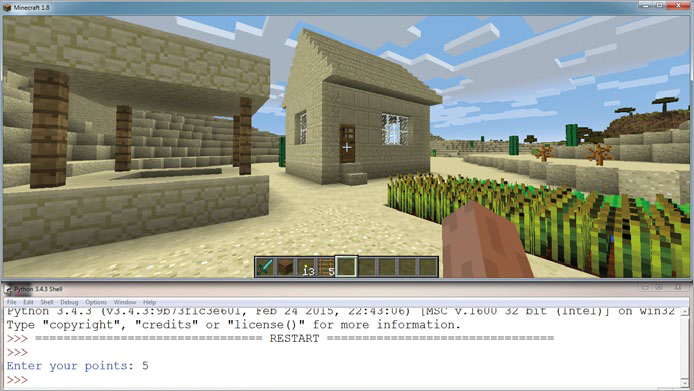 Minecraft 1.8
i3 5
Python 3.4.3 Shell
File Edit Shell Debug Options Window Help
Python 3.4.3 (v3.4.3:9b73f1c3e601, Feb 24 2015, 22:43:06) [MSC v.1600 32 bit (Intel)] on win32
Type "copyright", "credits" or "license()" for more information.
>>> ================================ RESTART ================================
>>>
Enter your points: 5
>>>